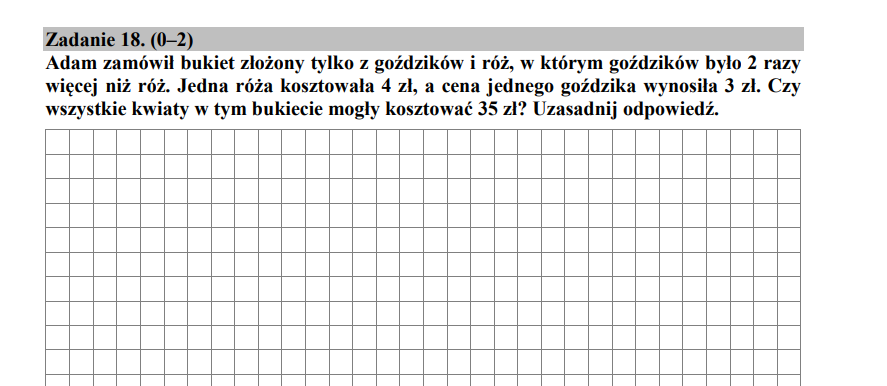 Zadanie 18. (0–2)
Adam zamówił bukiet złożony tylko z goździków i róż, w którym goździków było 2 razy
więcej niż róż. Jedna róża kosztowała 4 zł, a cena jednego goździka wynosiła 3 zł. Czy
wszystkie kwiaty w tym bukiecie mogły kosztować 35 zł? Uzasadnij odpowiedź.